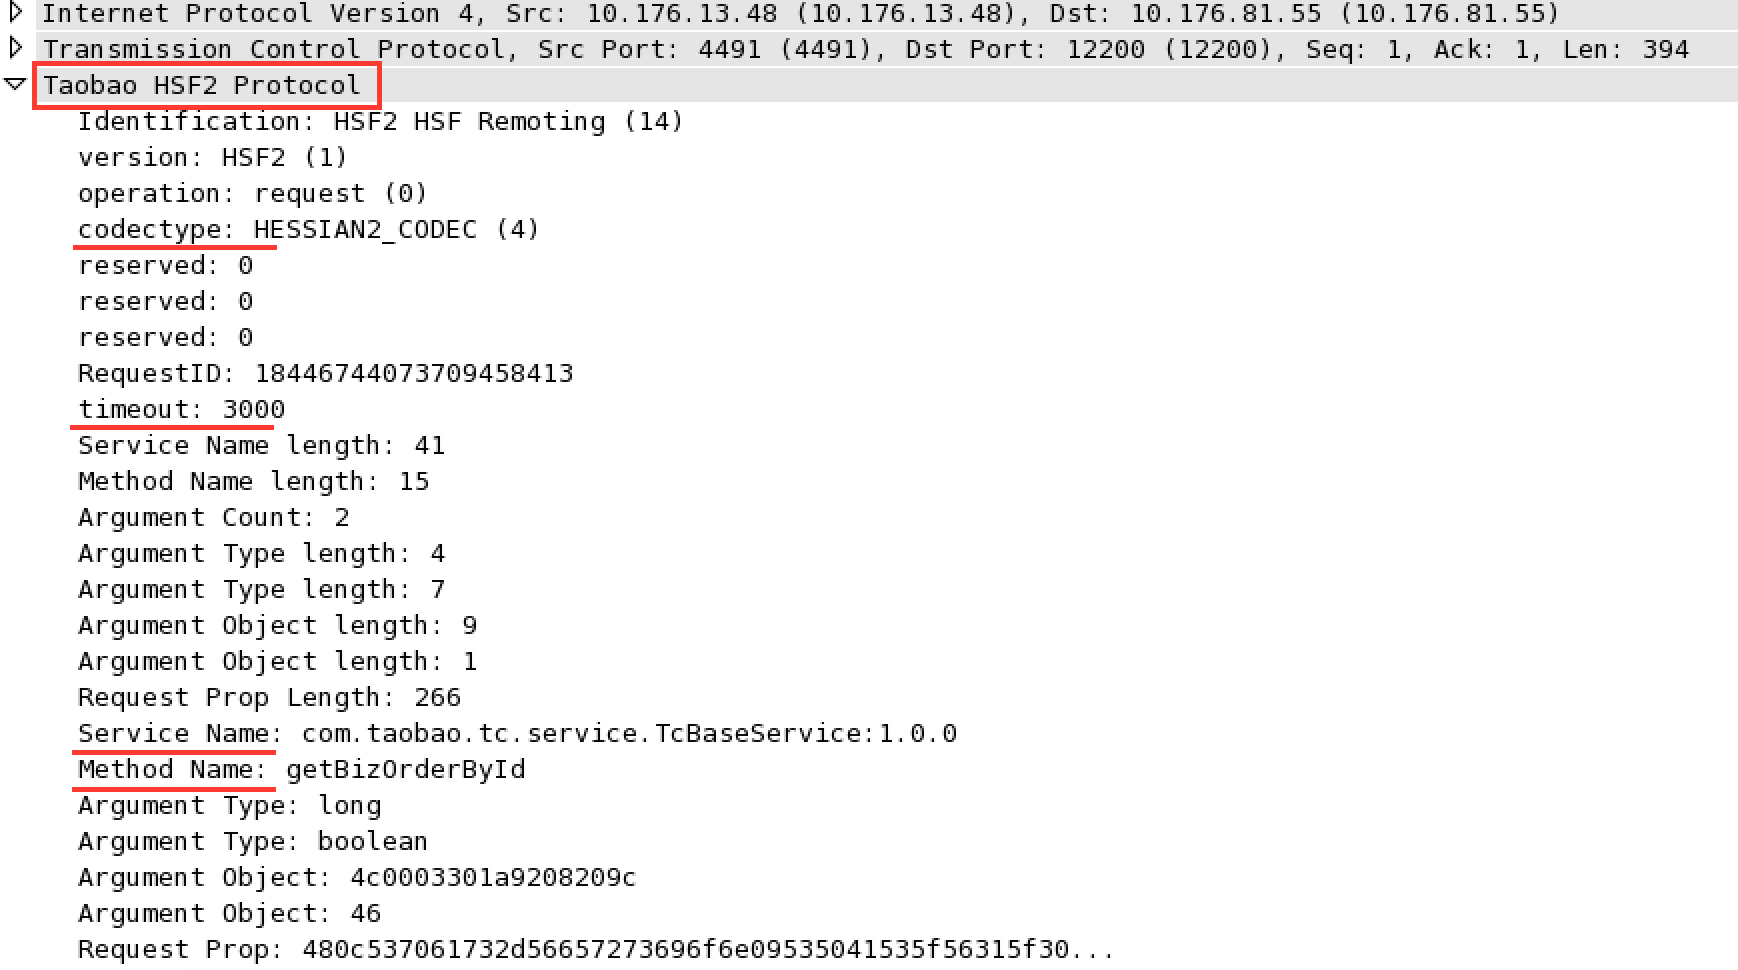 Internet Protocol Version 4, Src: 10.176.13.48 (10.176.13.48), Dst: 10.176.81.55 (10.176.81.55)
Transmission Control Protocol, Src Port: 4491 (4491), Dst Port: 12200 (12200), Seq: 1, Ack: 1, Len: 394
Taobao HSF2 Protocol
Identification: HSF2 HSF Remoting (14)
version: HSF2 (1)
operation: request (0)
codectype: HESSIAN2_CODEC (4)
reserved: 0
reserved: 0
reserved: 0
RequestID: 18446744073709458413
timeout: 3000
Service Name length: 41
Method Name length: 15
Argument Count: 2
Argument Type length: 4
Argument Type length: 7
Argument Object length: 9
Argument Object length: 1
Request Prop Length: 266
Service Name: com.taobao.tc.service.TcBaseService:1.0.0
Method Name: getBizOrderById
Argument Type: long
Argument Type: boolean
Argument Object: 4c0003301a9208209c
Argument Object: 46
Request Prop: 480c537061732d56657273696f6e09535041535f56315f30...